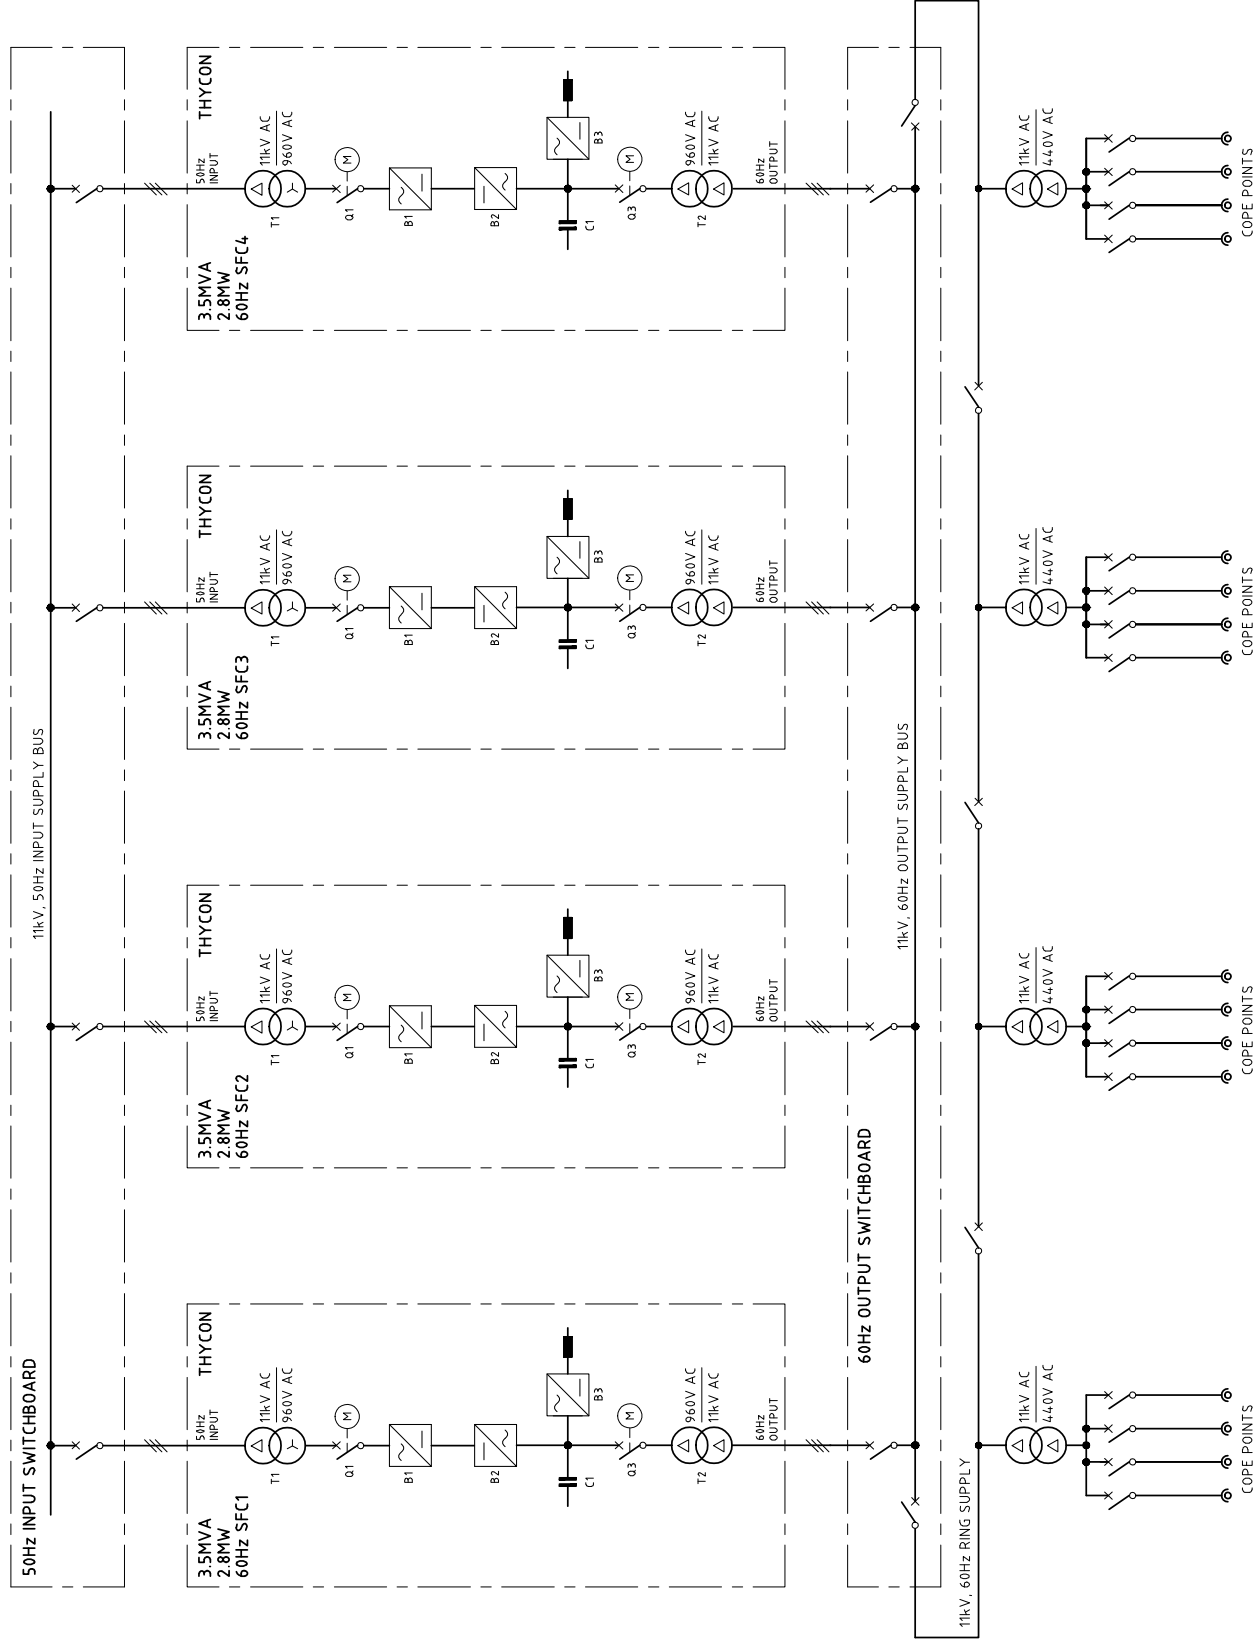 50Hz INPUT SWITCHBOARD
11kV, 50Hz INPUT SUPPLY BUS
3.5MVA
2.8MW
60Hz SFC1
THYCON
50Hz
INPUT
T1
11kV AC
960V AC
Q1
M
B1
B2
C1
B3
Q3
M
T2
960V AC
11kV AC
60Hz
OUTPUT
3.5MVA
2.8MW
60Hz SFC2
THYCON
50Hz
INPUT
T1
11kV AC
960V AC
Q1
M
B1
B2
C1
B3
Q3
M
T2
960V AC
11kV AC
60Hz
OUTPUT
3.5MVA
2.8MW
60Hz SFC3
THYCON
50Hz
INPUT
T1
11kV AC
960V AC
Q1
M
B1
B2
C1
B3
Q3
M
T2
960V AC
11kV AC
60Hz
OUTPUT
3.5MVA
2.8MW
60Hz SFC4
THYCON
50Hz
INPUT
T1
11kV AC
960V AC
Q1
M
B1
B2
C1
B3
Q3
M
T2
960V AC
11kV AC
60Hz
OUTPUT
60Hz OUTPUT SWITCHBOARD
11kV, 60Hz OUTPUT SUPPLY BUS
11kV, 60Hz RING SUPPLY
11kV AC
440V AC
COPE POINTS
11kV AC
440V AC
COPE POINTS
11kV AC
440V AC
COPE POINTS
11kV AC
440V AC
COPE POINTS